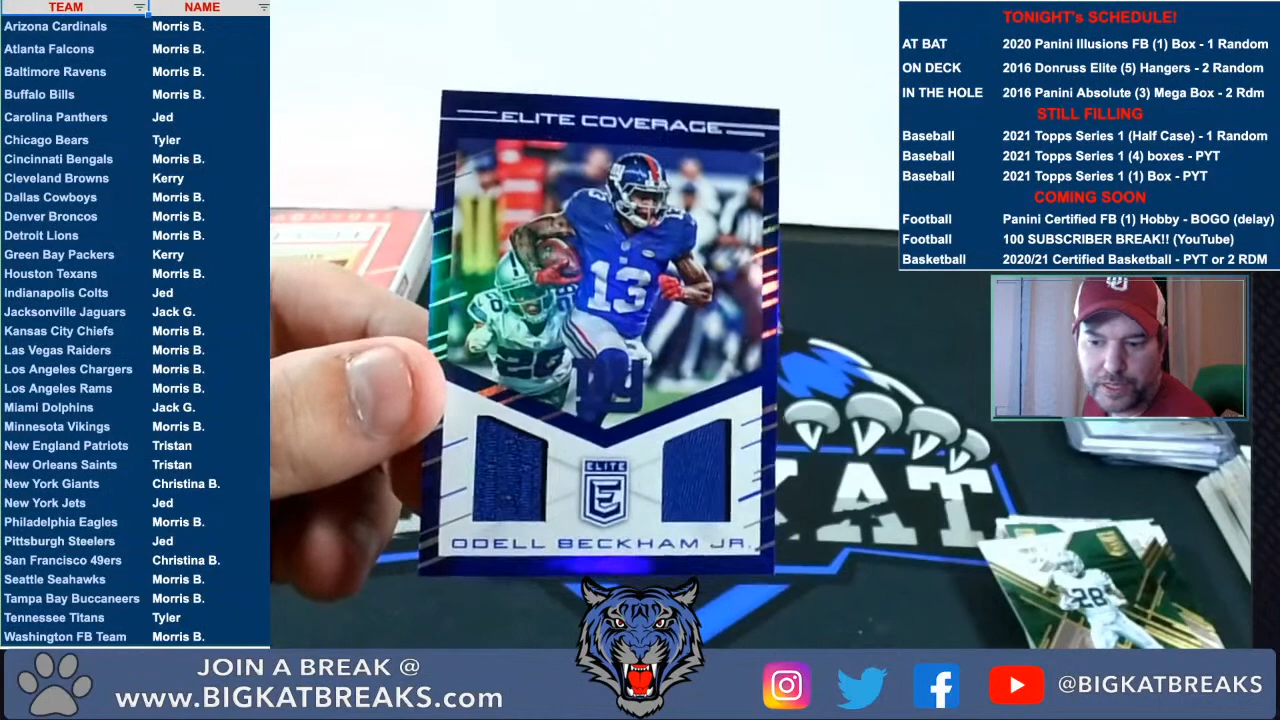 TEAM NAME
Arizona Cardinals Morris B.
Atlanta Falcons Morris B.
Baltimore Ravens Morris B.
Buffalo Bills Morris B.
Carolina Panthers Jed
Chicago Bears Tyler
Cincinnati Bengals Morris B.
Cleveland Browns Kerry
Dallas Cowboys Morris B.
Denver Broncos Morris B.
Detroit Lions Morris B.
Green Bay Packers Kerry
Houston Texans Morris B.
Indianapolis Colts Jed
Jacksonville Jaguars Jack G.
Kansas City Chiefs Morris B.
Las Vegas Raiders Morris B.
Los Angeles Chargers Morris B.
Los Angeles Rams Morris B.
Miami Dolphins Jack G.
Minnesota Vikings Morris B.
New England Patriots Tristan
New Orleans Saints Tristan
New York Giants Christina B.
New York Jets Jed
Philadelphia Eagles Morris B.
Pittsburgh Steelers Jed
San Francisco 49ers Christina B.
Seattle Seahawks Morris B.
Tampa Bay Buccaneers Morris B.
Tennessee Titans Tyler
Washington FB Team Morris B.
ELITE COVERAGE
13
13
13
ELITE
E
ODELL BECKHAM JR.
KAT
28
TONIGHT's SCHEDULE!
AT BAT 2020 Panini Illusions FB (1) Box - 1 Random
ON DECK 2016 Donruss Elite (5) Hangers - 2 Random
IN THE HOLE 2016 Panini Absolute (3) Mega Box - 2 Rdm
STILL FILLING
Baseball 2021 Topps Series 1 (Half Case) - 1 Random
Baseball 2021 Topps Series 1 (4) boxes - PYT
Baseball 2021 Topps Series 1 (1) Box - PYT
COMING SOON
Football Panini Certified FB (1) Hobby - BOGO (delay)
Football 100 SUBSCRIBER BREAK!! (YouTube)
Basketball 2020/21 Certified Basketball - PYT or 2 RDM
OU
JOIN A BREAK @
www.BIGKATBREAKS.com
@BIGKATBREAKS